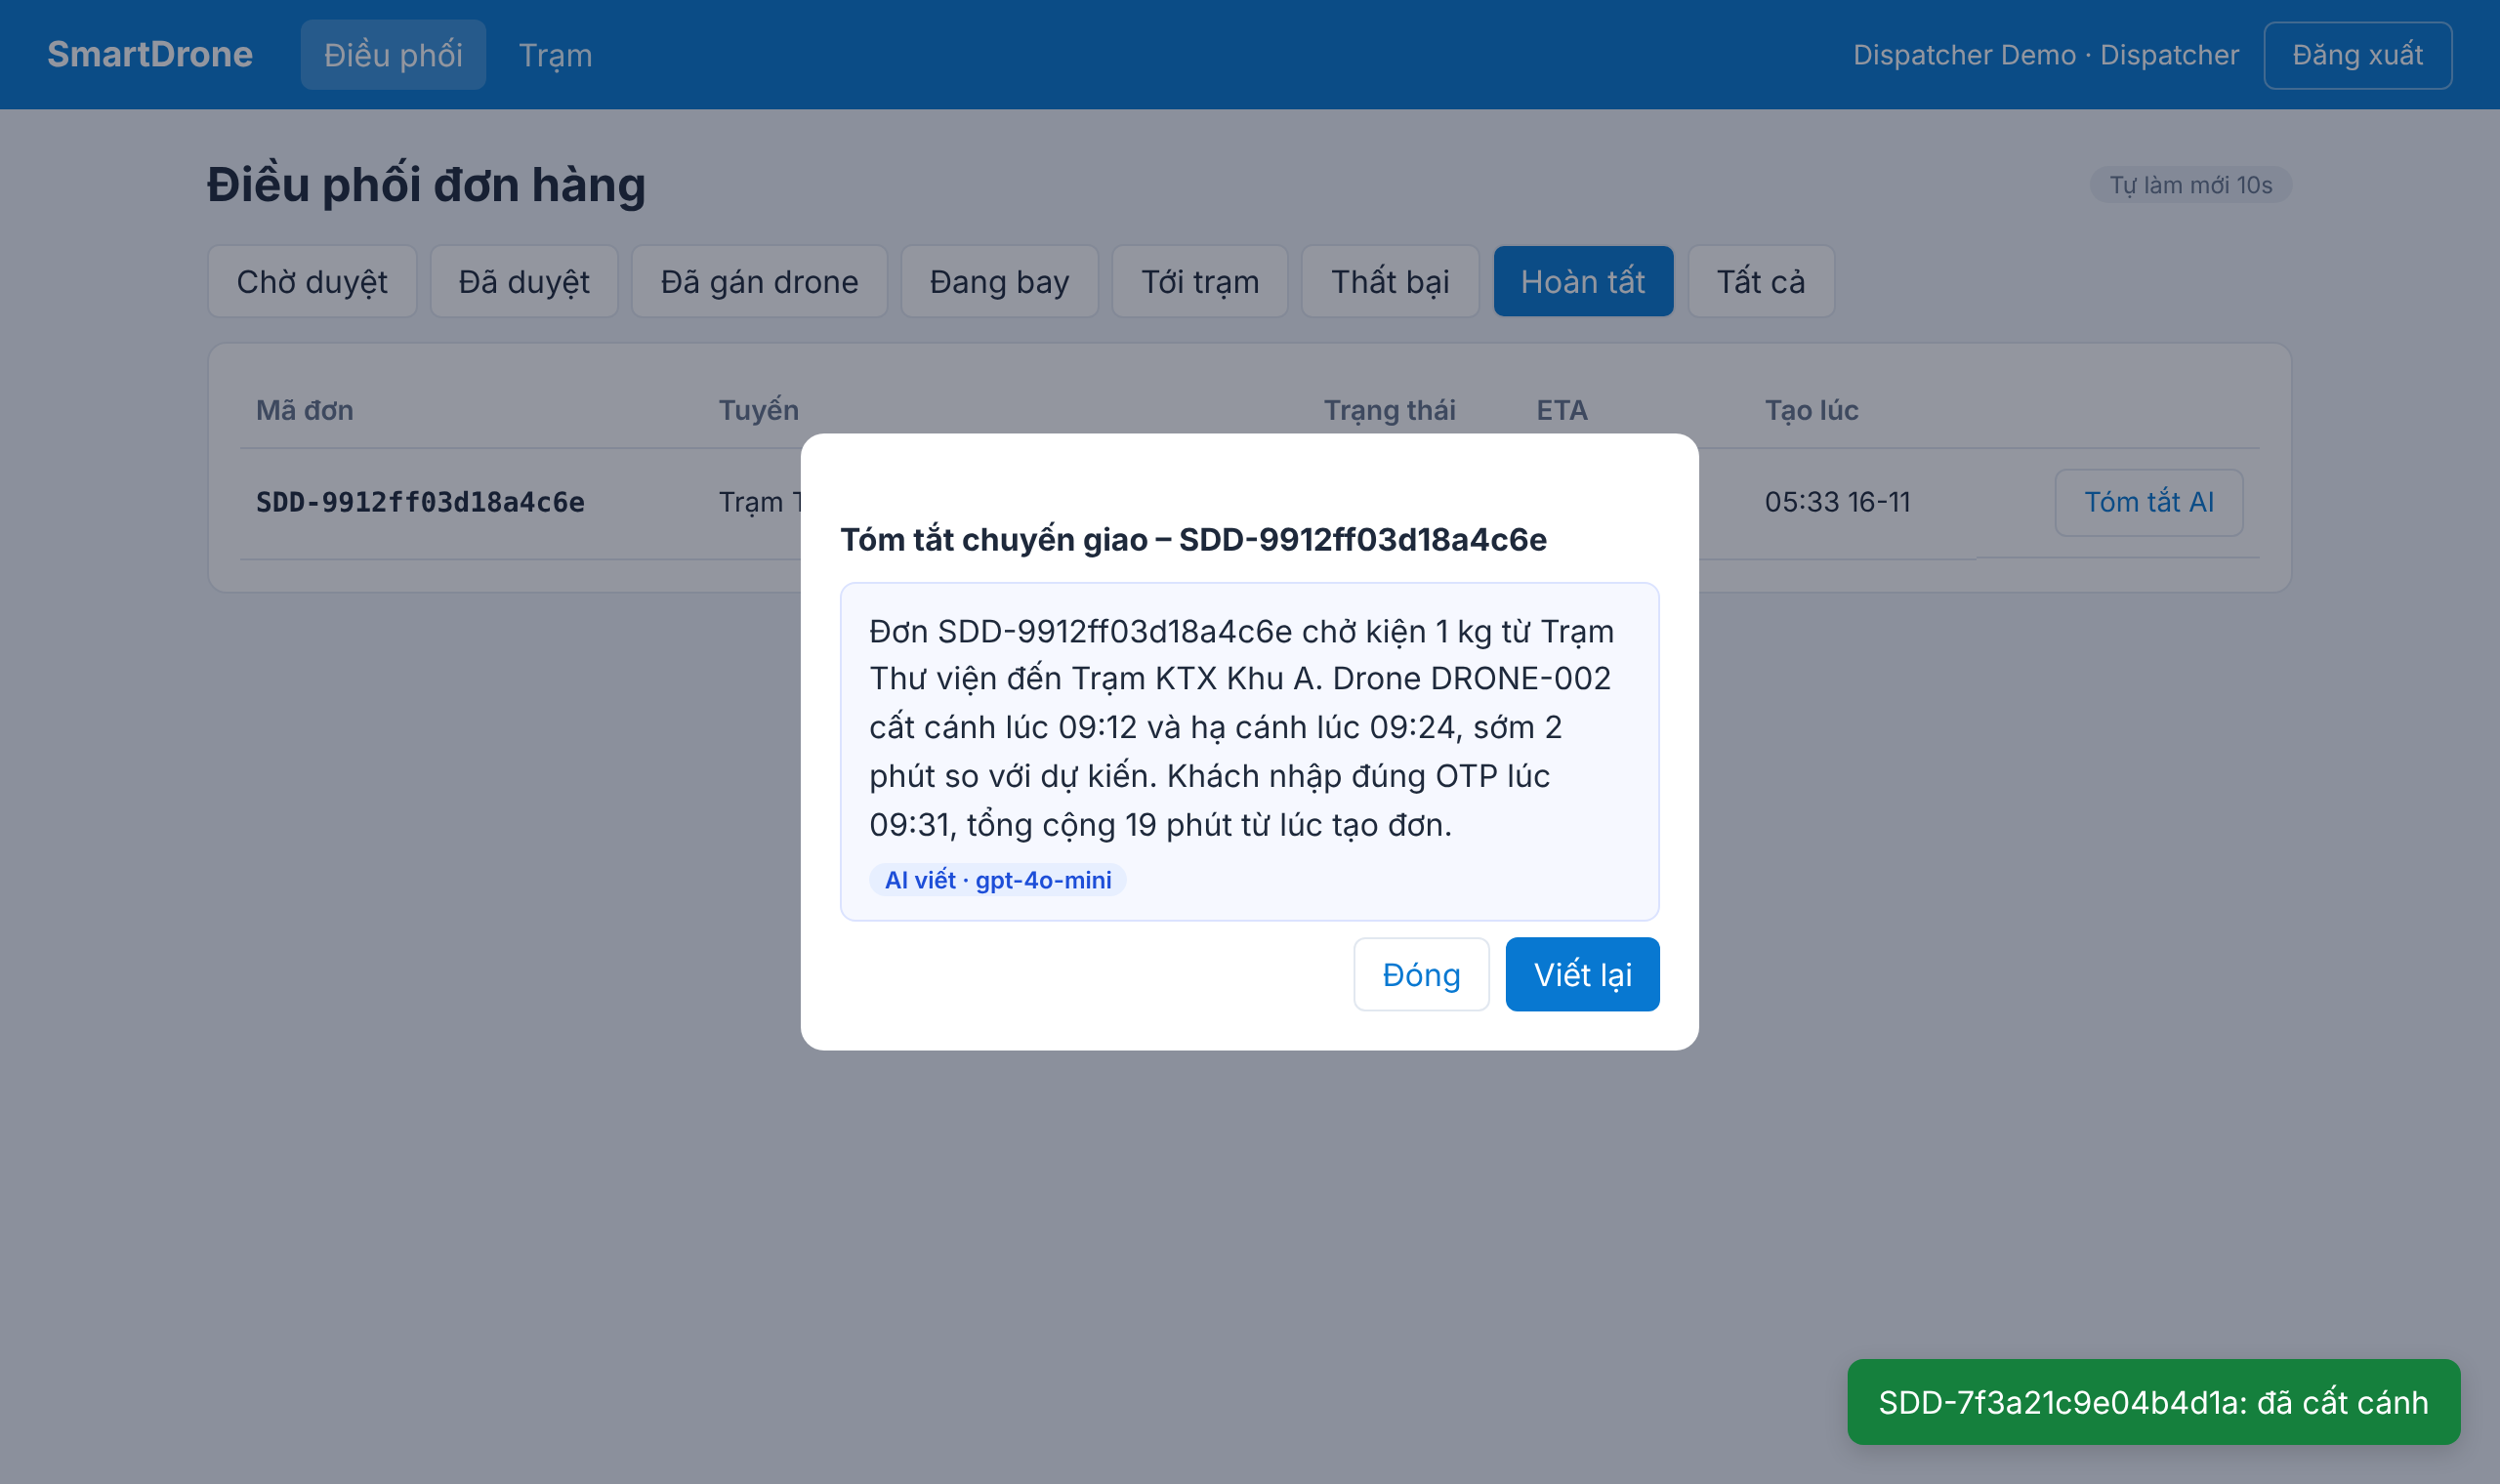 SmartDrone
Điều phối
Trạm
Dispatcher Demo · Dispatcher
Đăng xuất
Điều phối đơn hàng
Tự làm mới 10s
Chờ duyệt
Đã duyệt
Đã gán drone
Đang bay
Tới trạm
Thất bại
Hoàn tất
Tất cả
Mã đơn
Tuyến
Trạng thái
ETA
Tạo lúc
SDD-9912ff03d18a4c6e
Trạm T
05:33 16-11
Tóm tắt AI
Tóm tắt chuyến giao – SDD-9912ff03d18a4c6e
Đơn SDD-9912ff03d18a4c6e chở kiện 1 kg từ Trạm
Thư viện đến Trạm KTX Khu A. Drone DRONE-002
cất cánh lúc 09:12 và hạ cánh lúc 09:24, sớm 2
phút so với dự kiến. Khách nhập đúng OTP lúc
09:31, tổng cộng 19 phút từ lúc tạo đơn.
AI viết · gpt-4o-mini
Đóng
Viết lại
SDD-7f3a21c9e04b4d1a: đã cất cánh